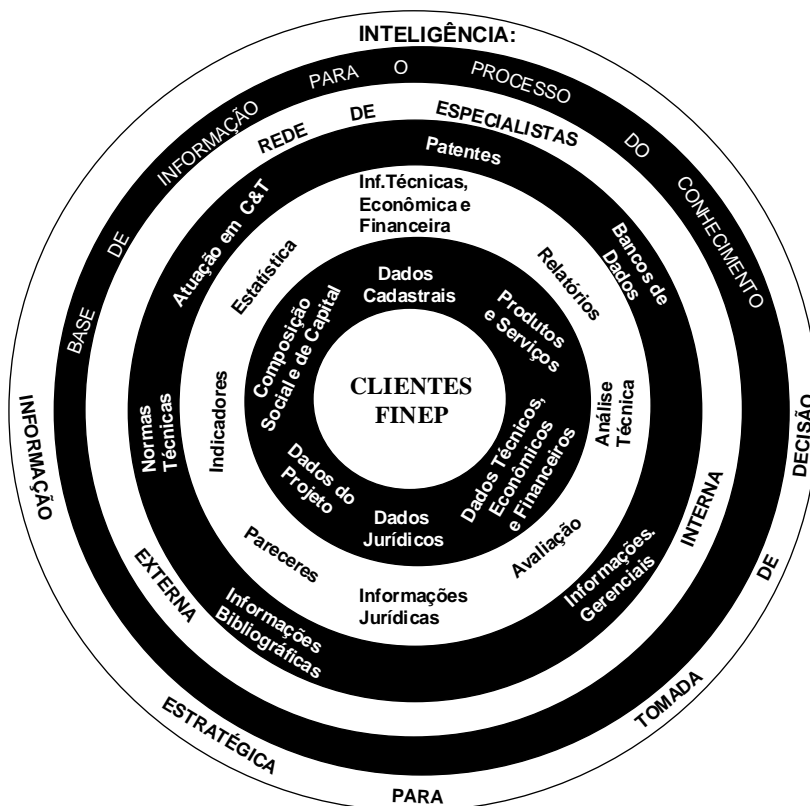 INTELIGÊNCIA:
INFORMAÇÃO ESTRATÉGICA PARA TOMADA DE DECISÃO
BASE DE INFORMAÇÃO PARA O PROCESSO DO CONHECIMENTO
REDE DE ESPECIALISTAS
EXTERNA
INTERNA
Patentes
Bancos de
Dados
Informações.
Gerenciais
Informações
Bibliográficas
Normas
Técnicas
Atuação em C&T
Inf.Técnicas,
Econômica e
Financeira
Relatórios
Análise
Técnica
Avaliação
Informações
Jurídicas
Pareceres
Indicadores
Estatística
Dados
Cadastrais
Produtos
e Serviços
Dados Técnicos,
Econômicos
e Financeiros
Dados
Jurídicos
Dados do
Projeto
Composição
Social e de Capital
CLIENTES
FINEP